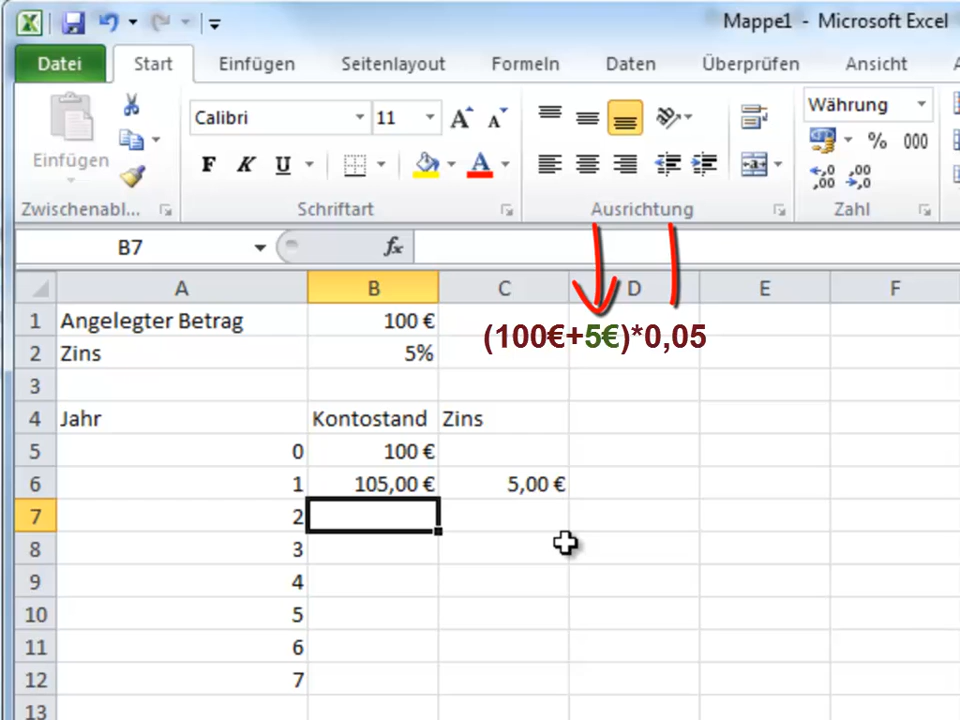 Mappe1 - Microsoft Excel
Datei Start Einfügen Seitenlayout Formeln Daten Überprüfen Ansicht
Calibri 11 Währung
Einfügen F K U % 000
Zwischenabl... Schriftart Ausrichtung Zahl
B7 fx
A B C D E F
1 Angelegter Betrag 100 €
(100€+5€)*0,05
2 Zins 5%
3
4 Jahr Kontostand Zins
5 0 100 €
6 1 105,00 € 5,00 €
7 2
8 3
9 4
10 5
11 6
12 7
13